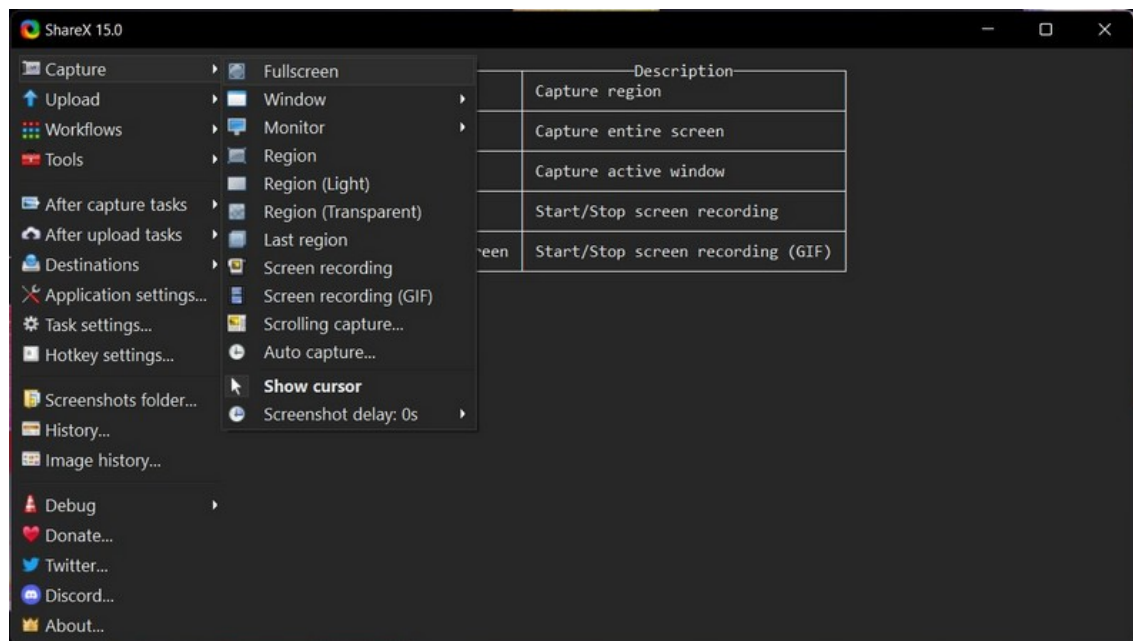 ShareX 15.0
Capture
Upload
Workflows
Tools
After capture tasks
After upload tasks
Destinations
Application settings...
Task settings...
Hotkey settings...
Screenshots folder...
History...
Image history...
Debug
Donate...
Twitter...
Discord...
About...
Fullscreen
Window
Monitor
Region
Region (Light)
Region (Transparent)
Last region
Screen recording
Screen recording (GIF)
Scrolling capture...
Auto capture...
Show cursor
Screenshot delay: 0s
Description
Capture region
Capture entire screen
Capture active window
Start/Stop screen recording
reen
Start/Stop screen recording (GIF)